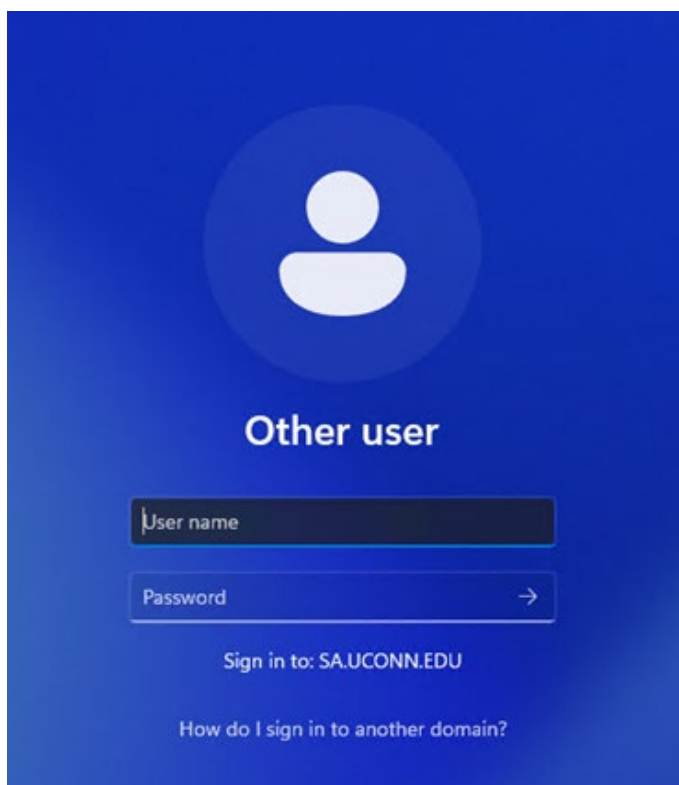 Other user
User name
Password
Sign in to: SA.UCONN.EDU
How do I sign in to another domain?